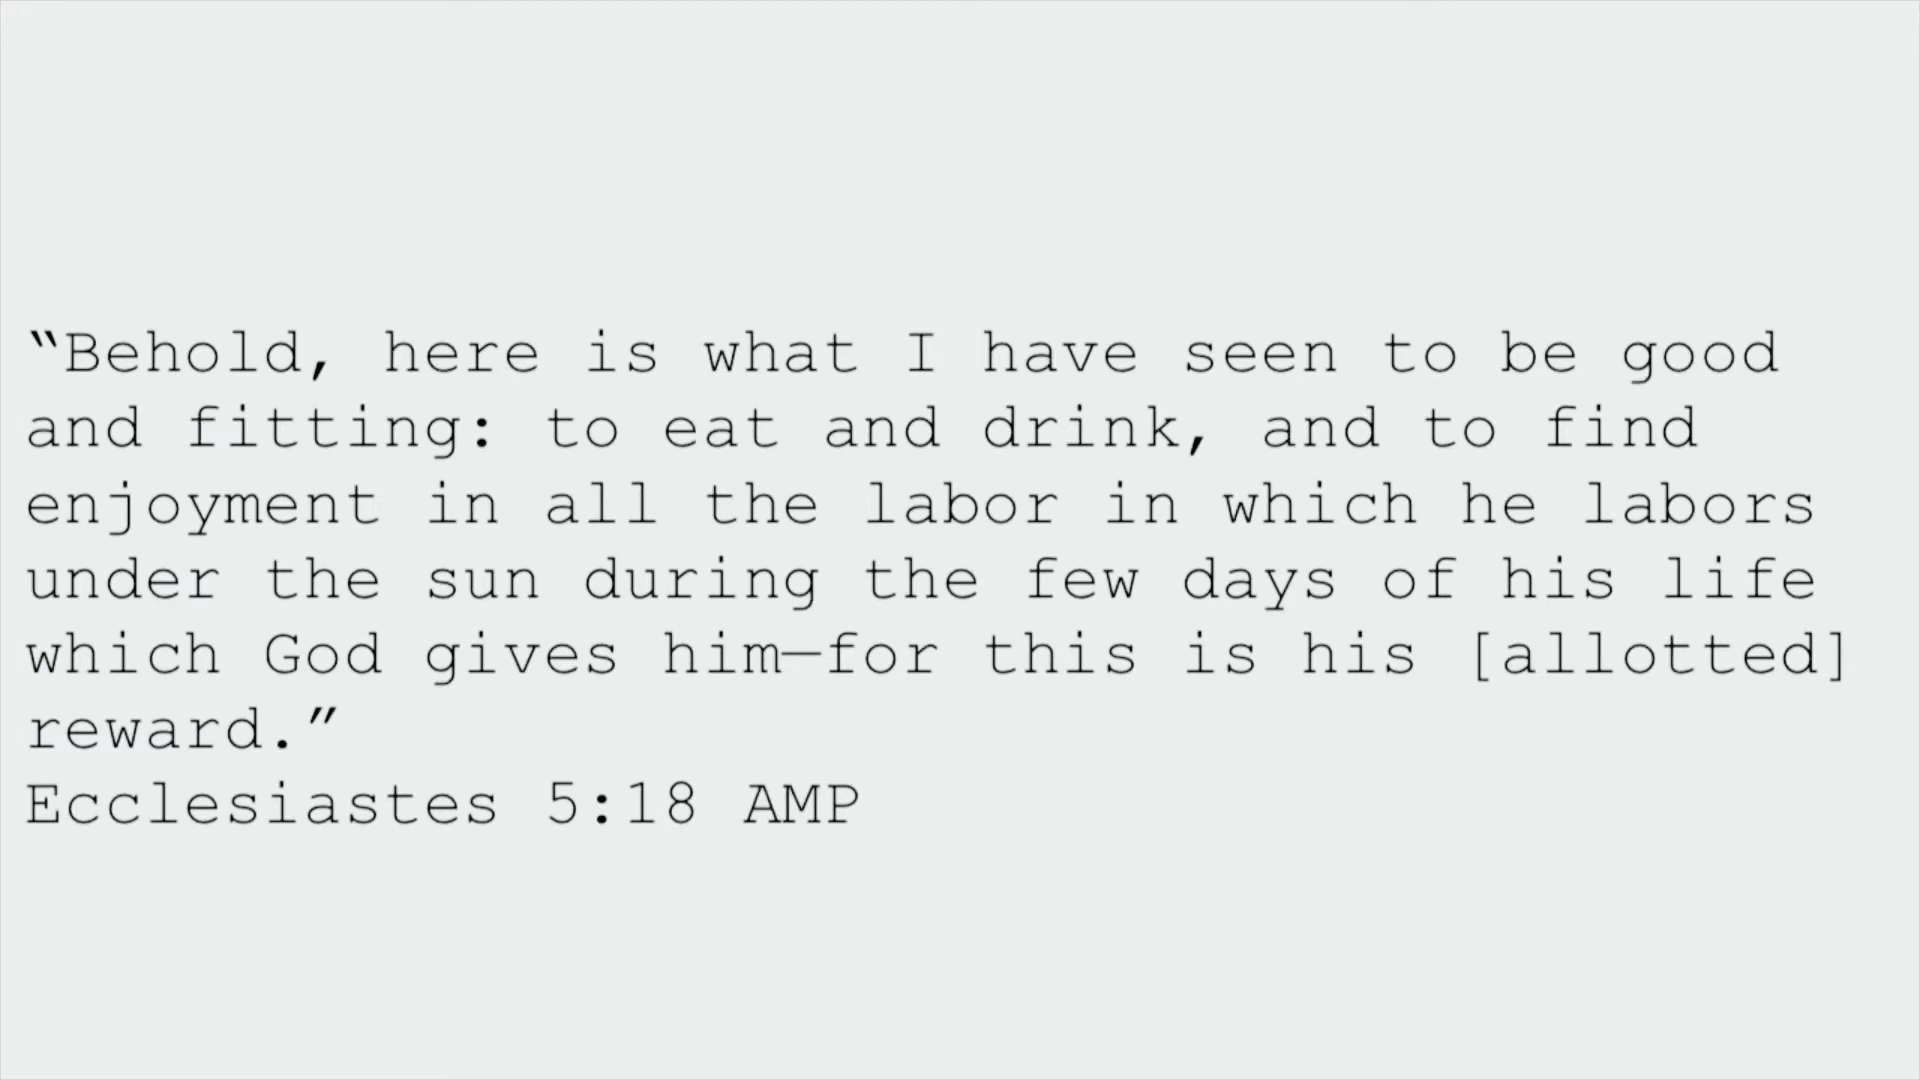 “Behold, here is what I have seen to be good
and fitting: to eat and drink, and to find
enjoyment in all the labor in which he labors
under the sun during the few days of his life
which God gives him—for this is his [allotted]
reward.”
Ecclesiastes 5:18 AMP